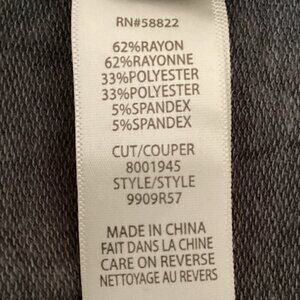 RN#58822
62%RAYON
62%RAYONNE
33%POLYESTER
33%POLYESTER
5%SPANDEX
5%SPANDEX
CUT/COUPER
8001945
STYLE/STYLE
9909R57
MADE IN CHINA
FAIT DANS LA CHINE
CARE ON REVERSE
NETTOYAGE AU REVERS